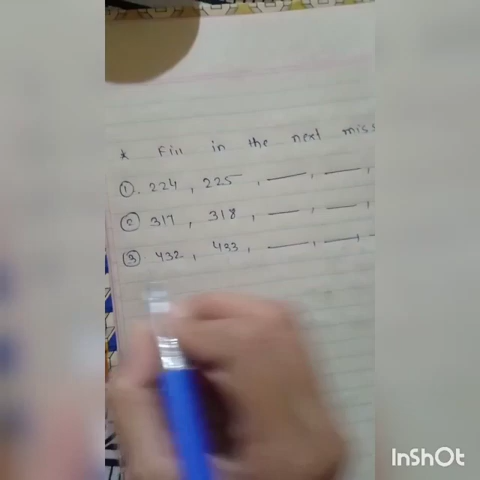 * Fill in the next miss
①. 224, 225, ___, ___,
② 317, 318, ___, ___,
③ 432, 433, ___, ___,
InShOt